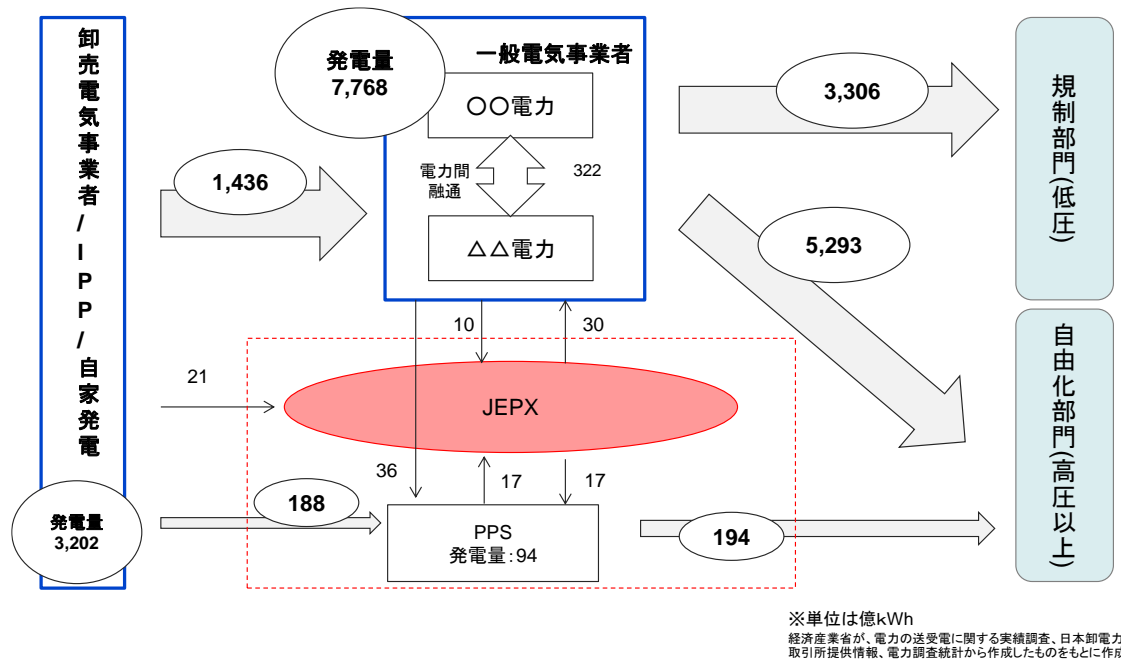 卸売電気事業者/IPP/自家発電
発電量
3,202
発電量
7,768
一般電気事業者
〇〇電力
電力間
融通
322
△△電力
1,436
3,306
5,293
規制部門(低圧)
自由化部門(高圧以上)
10
30
21
JEPX
36
17
17
188
PPS
発電量:94
194
※単位は億kWh
経済産業省が、電力の送受電に関する実績調査、日本卸電力
取引所提供情報、電力調査統計から作成したものをもとに作成